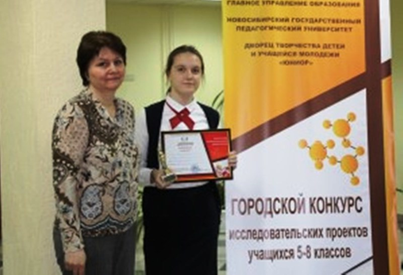 ГЛАВНОЕ УПРАВЛЕНИЕ ОБРАЗОВАНИЯ
НОВОСИБИРСКИЙ ГОСУДАРСТВЕННЫЙ
ПЕДАГОГИЧЕСКИЙ УНИВЕРСИТЕТ
ДВОРЕЦ ТВОРЧЕСТВА ДЕТЕЙ
И УЧАЩЕЙСЯ МОЛОДЕЖИ
«ЮНИОР»
ГОРОДСКОЙ КОНКУРС
исследовательских проектов
учащихся 5-8 классов